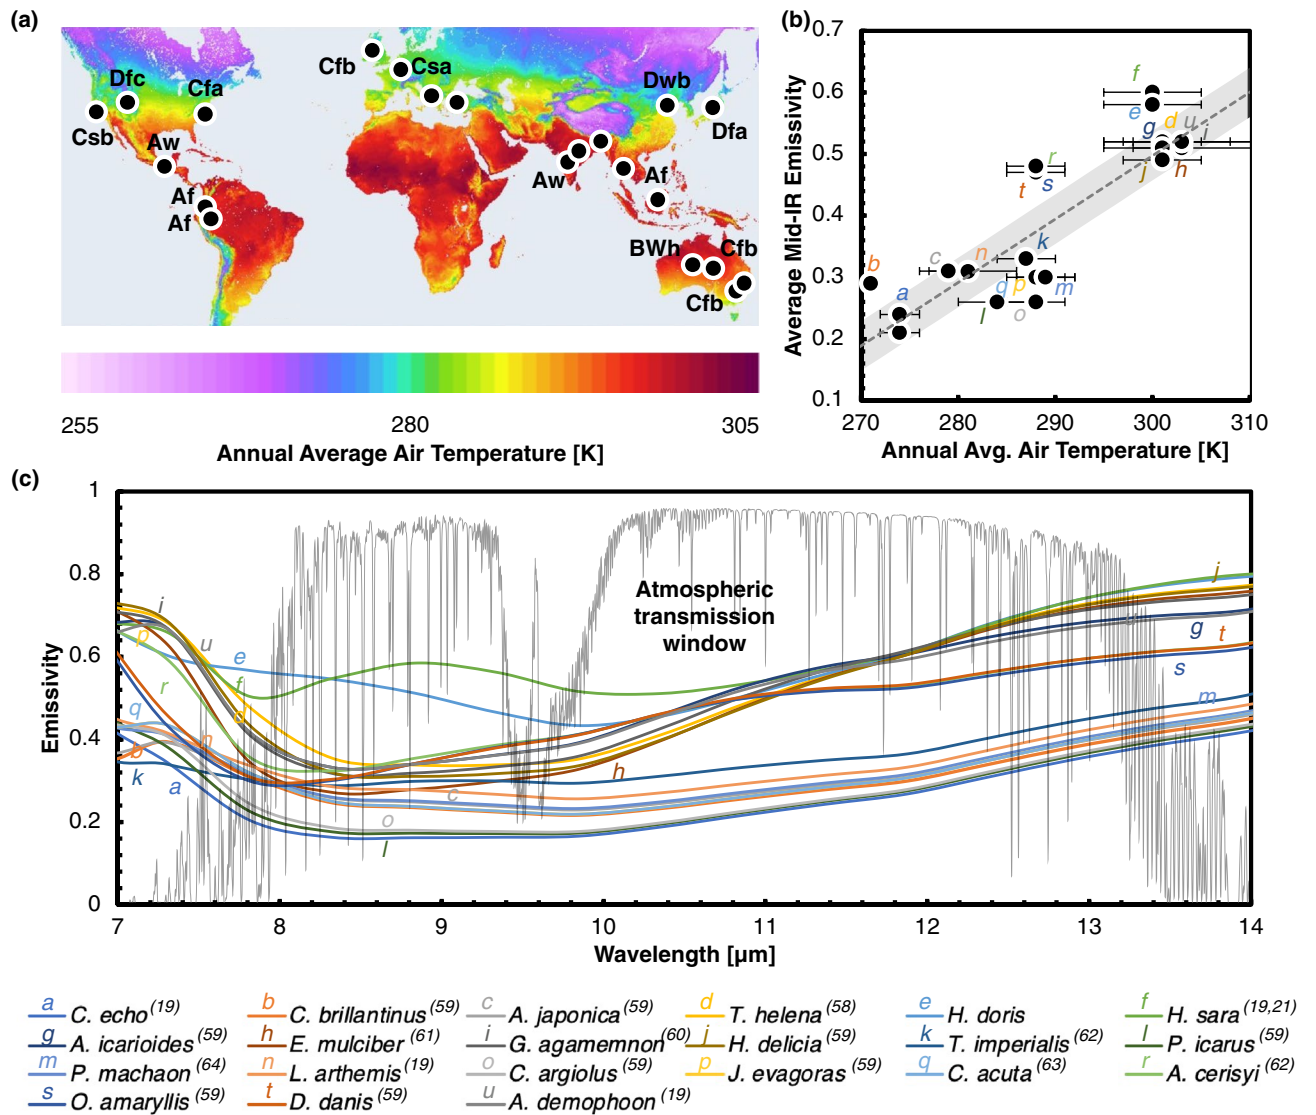 (a)
Cfb
Csa
Dfc
Cfa
Dwb
Csb
Dfa
Aw
Aw
Af
Af
Af
BWh
Cfb
Cfb
255
280
305
Annual Average Air Temperature [K]
(b)
0.7
0.6
0.5
0.4
0.3
0.2
0.1
Average Mid-IR Emissivity
f
e
g d u i
j h
r
t s
k
c n
b
q p m
a
l o
270
280
290
300
310
Annual Avg. Air Temperature [K]
(c)
1
0.8
0.6
0.4
0.2
0
Emissivity
Atmospheric
transmission
window
i
j
p
u
e
g
t
r
f
d
s
q
n
m
b
k
a
h
c
o
l
7
8
9
10
11
12
13
14
Wavelength [µm]
a C. echo (19)
b C. brillantinus (59)
c A. japonica (59)
d T. helena (58)
e H. doris
f H. sara (19,21)
g A. icarioides (59)
h E. mulciber (61)
i G. agamemnon (60)
j H. delicia (59)
k T. imperialis (62)
l P. icarus (59)
m P. machaon (64)
n L. arthemis (19)
o C. argiolus (59)
p J. evagoras (59)
q C. acuta (63)
r A. cerisyi (62)
s O. amaryllis (59)
t D. danis (59)
u A. demophoon (19)